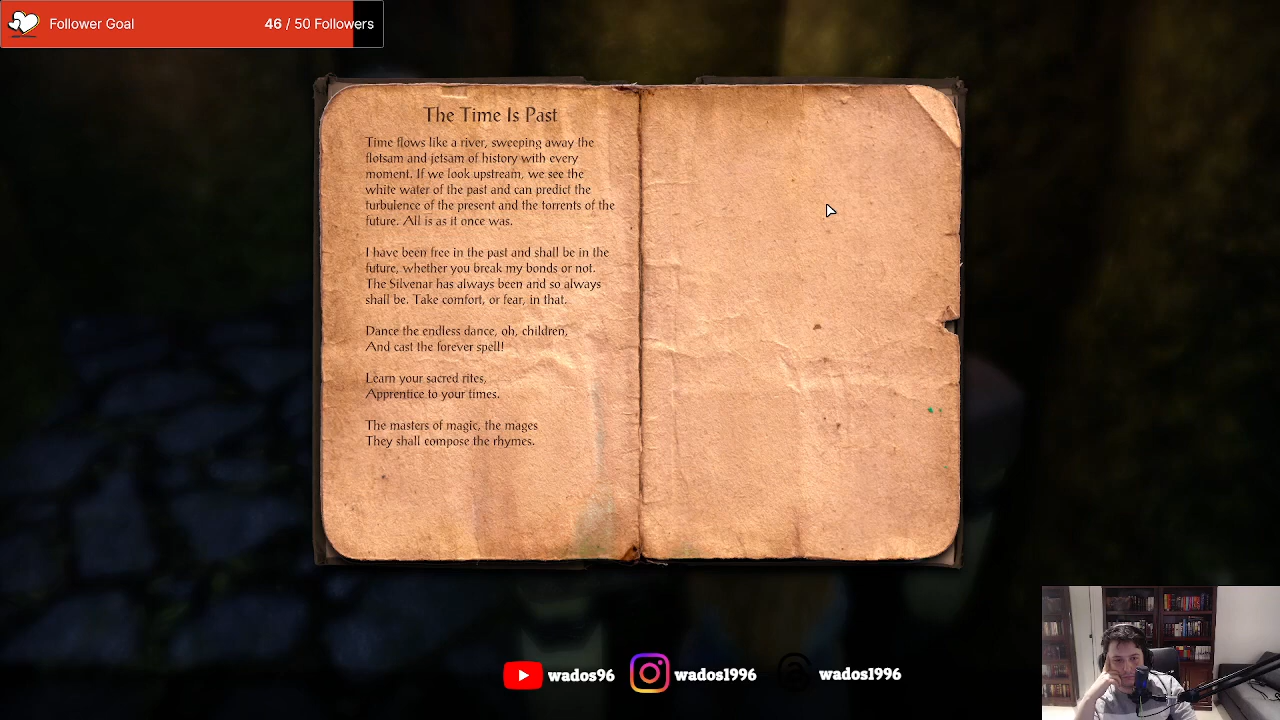 Follower Goal
46 / 50 Followers
The Time Is Past
Time flows like a river, sweeping away the
flotsam and jetsam of history with every
moment. If we look upstream, we see the
white water of the past and can predict the
turbulence of the present and the torrents of the
future. All is as it once was.
I have been free in the past and shall be in the
future, whether you break my bonds or not.
The Silvenar has always been and so always
shall be. Take comfort, or fear, in that.
Dance the endless dance, oh, children,
And cast the forever spell!
Learn your sacred rites,
Apprentice to your times.
The masters of magic, the mages
They shall compose the rhymes.
wados96
wados1996
wados1996